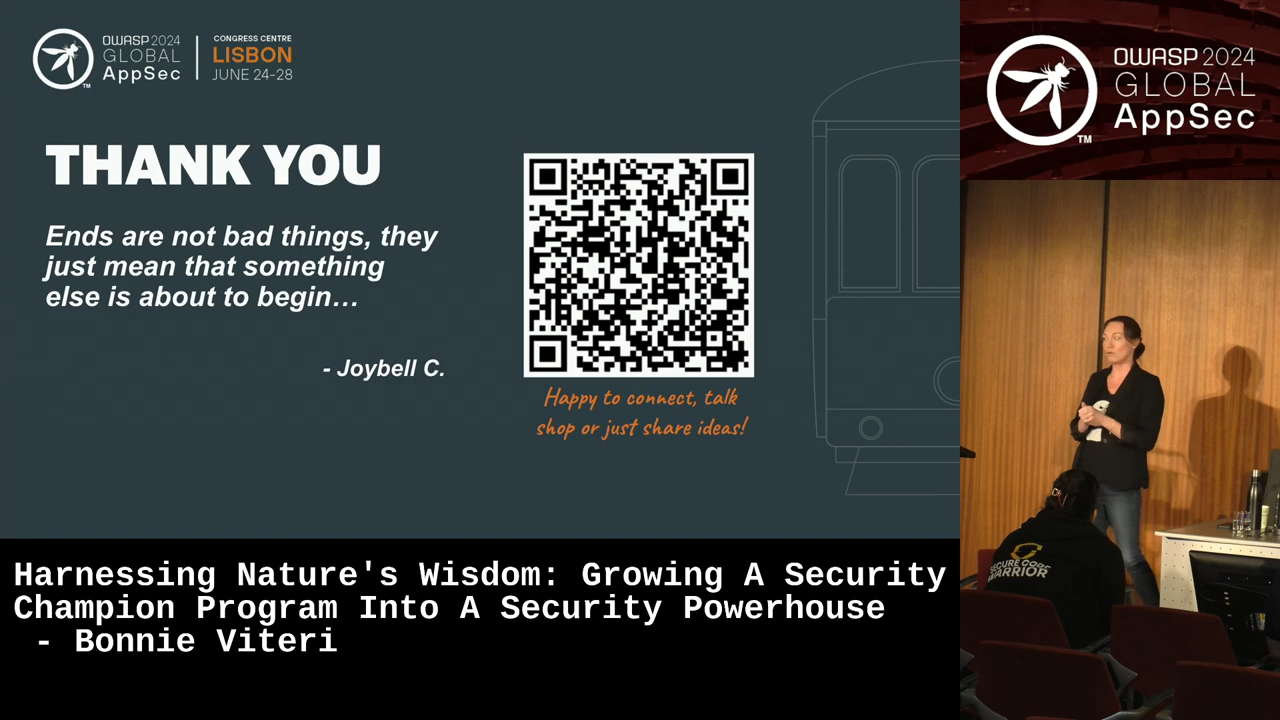 OWASP 2024
GLOBAL
AppSec
TM
CONGRESS CENTRE
LISBON
JUNE 24-28
THANK YOU
Ends are not bad things, they
just mean that something
else is about to begin...
- Joybell C.
Happy to connect, talk
shop or just share ideas!
OWASP 2024
GLOBAL
AppSec
TM
SECURE CODE
WARRIOR
Harnessing Nature's Wisdom: Growing A Security
Champion Program Into A Security Powerhouse
- Bonnie Viteri